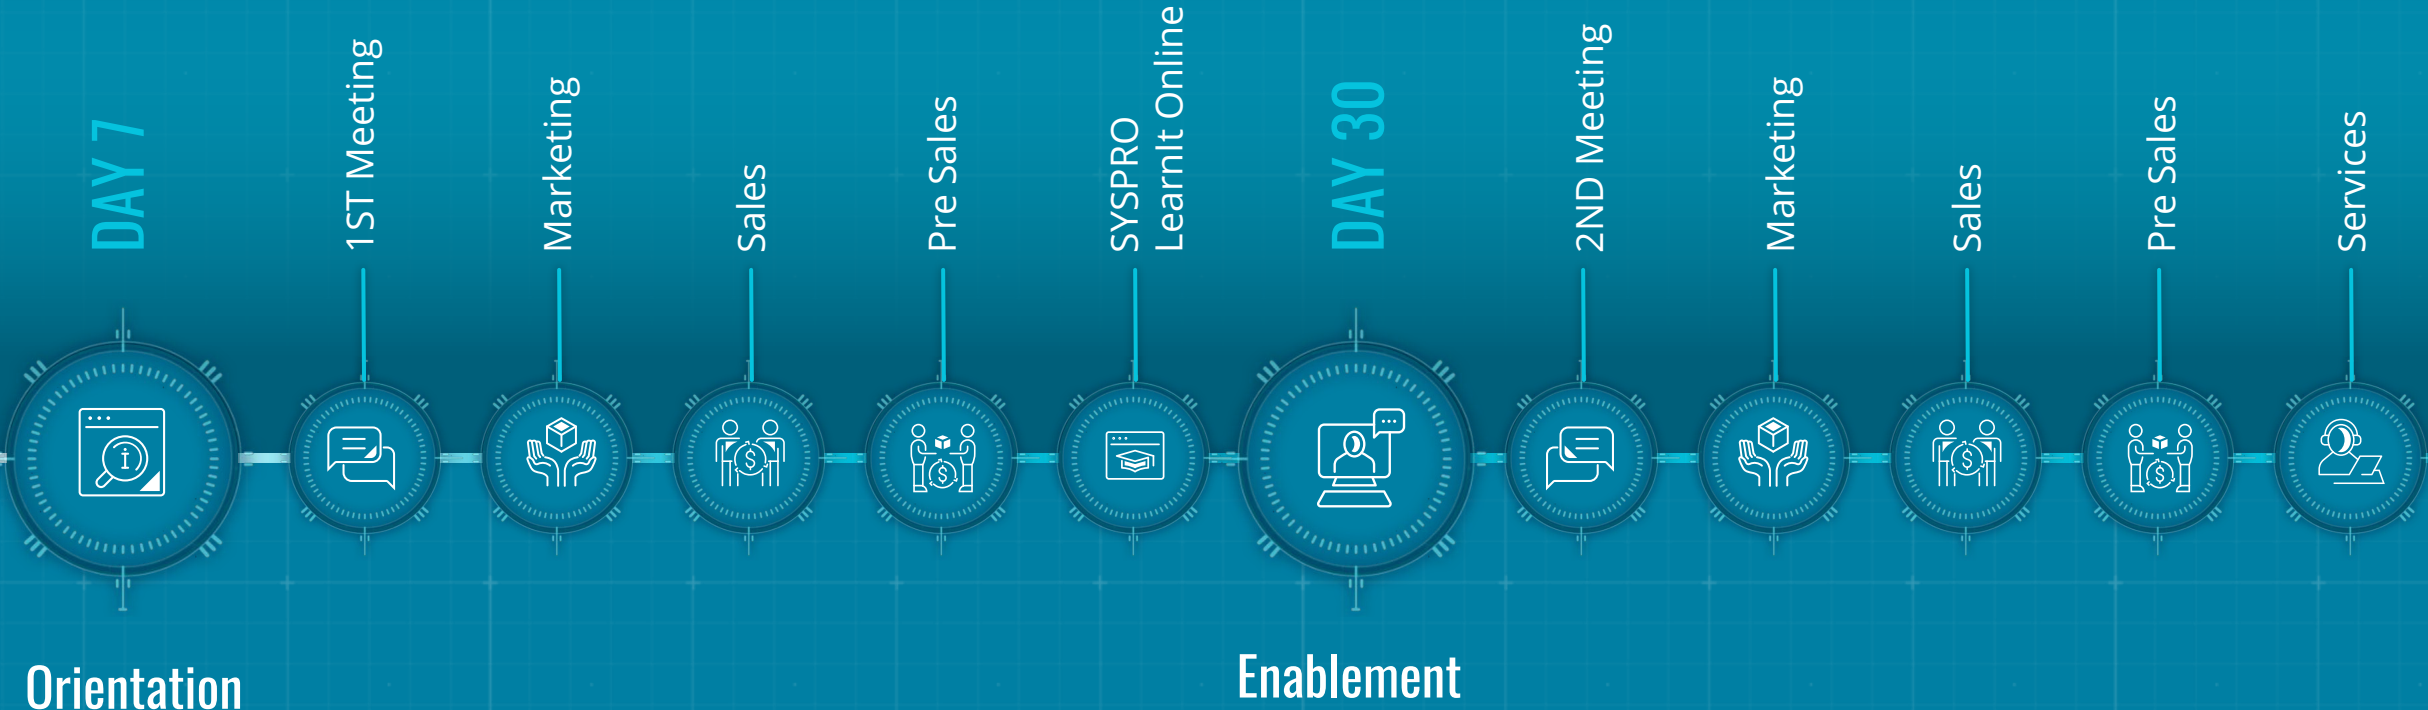 DAY 7
1ST Meeting
Marketing
Sales
Pre Sales
SYSPRO
LearnIt Online
DAY 30
2ND Meeting
Marketing
Sales
Pre Sales
Services
Orientation
Enablement